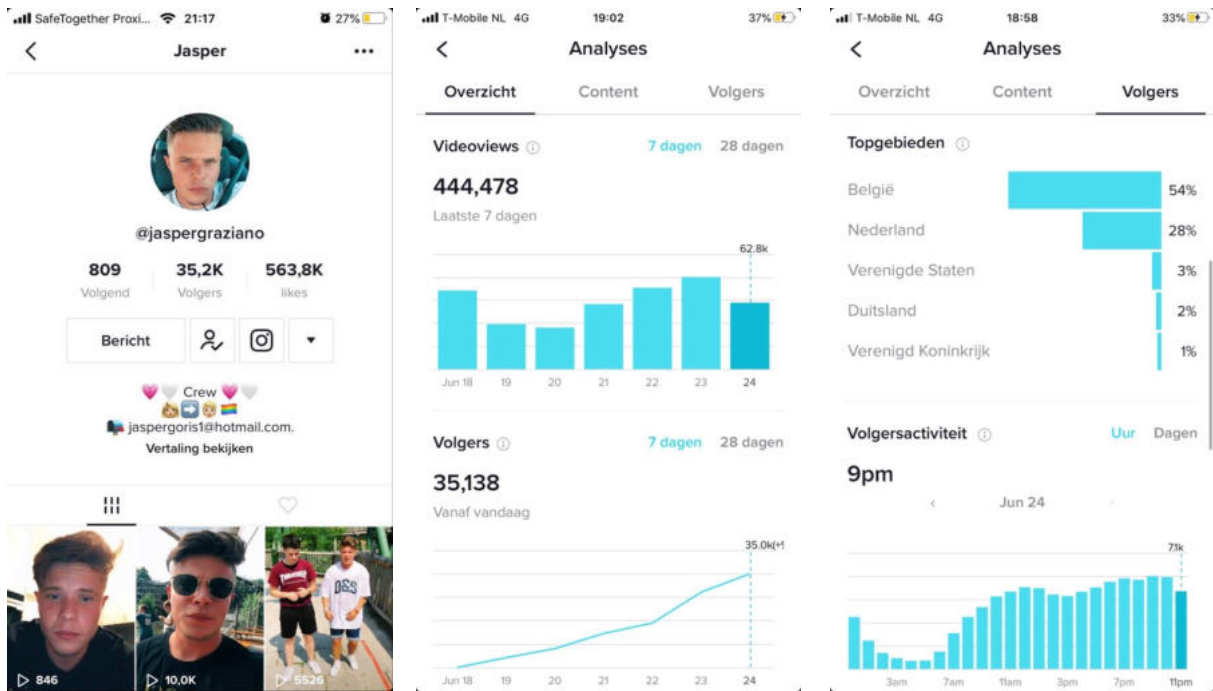 SafeTogether Proxi... 21:17 27%
Jasper
@jaspergraziano
809 35,2K 563,8K
Volgend Volgers likes
Bericht
Crew
jaspergoris1@hotmail.com.
Vertaling bekijken
846 10,0K 5526
THRASHER
D&S
T-Mobile NL 4G 19:02 37%
Analyses
Overzicht Content Volgers
Videoviews 7 dagen 28 dagen
444,478
Laatste 7 dagen
62.8k
Jun 18 19 20 21 22 23 24
Volgers 7 dagen 28 dagen
35,138
Vanaf vandaag
35.0k(+
Jun 18 19 20 21 22 23 24
T-Mobile NL 4G 18:58 33%
Analyses
Overzicht Content Volgers
Topgebieden
België 54%
Nederland 28%
Verenigde Staten 3%
Duitsland 2%
Verenigd Koninkrijk 1%
Volgersactiviteit Uur Dagen
9pm
Jun 24
7.1k
3am 7am 11am 3pm 7pm 11pm